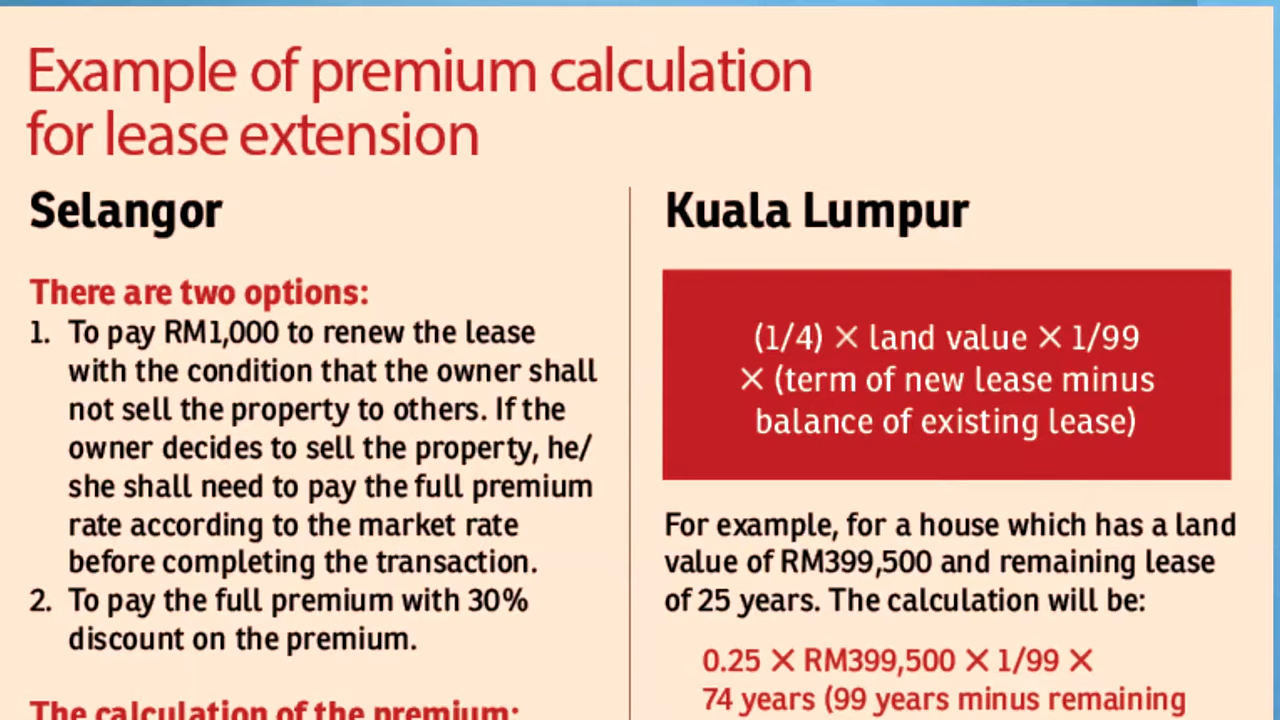 Example of premium calculation
for lease extension
Selangor
There are two options:
1. To pay RM1,000 to renew the lease
with the condition that the owner shall
not sell the property to others. If the
owner decides to sell the property, he/
she shall need to pay the full premium
rate according to the market rate
before completing the transaction.
2. To pay the full premium with 30%
discount on the premium.
The calculation of the premium:
Kuala Lumpur
(1/4) × land value × 1/99
× (term of new lease minus
balance of existing lease)
For example, for a house which has a land
value of RM399,500 and remaining lease
of 25 years. The calculation will be:
0.25 × RM399,500 × 1/99 ×
74 years (99 years minus remaining